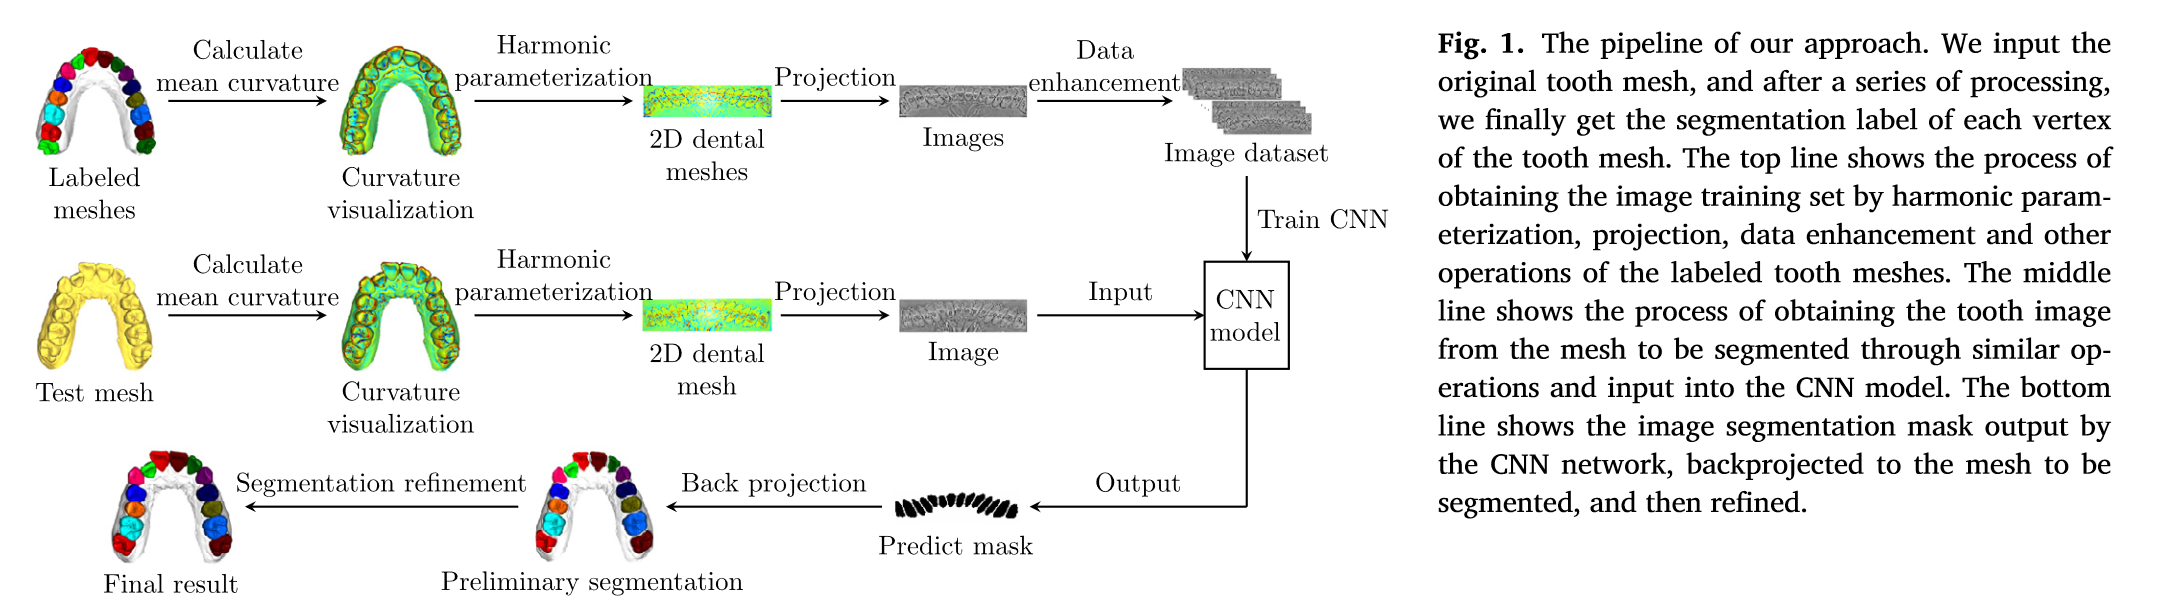 Calculate
mean curvature
Harmonic
parameterization
Projection
Data
enhancement
Labeled
meshes
Curvature
visualization
2D dental
meshes
Images
Image dataset
Train CNN
Calculate
mean curvature
Harmonic
parameterization
Projection
Input
CNN
model
Test mesh
Curvature
visualization
2D dental
mesh
Image
Segmentation refinement
Back projection
Output
Final result
Preliminary segmentation
Predict mask
Fig. 1. The pipeline of our approach. We input the
original tooth mesh, and after a series of processing,
we finally get the segmentation label of each vertex
of the tooth mesh. The top line shows the process of
obtaining the image training set by harmonic param-
eterization, projection, data enhancement and other
operations of the labeled tooth meshes. The middle
line shows the process of obtaining the tooth image
from the mesh to be segmented through similar op-
erations and input into the CNN model. The bottom
line shows the image segmentation mask output by
the CNN network, backprojected to the mesh to be
segmented, and then refined.